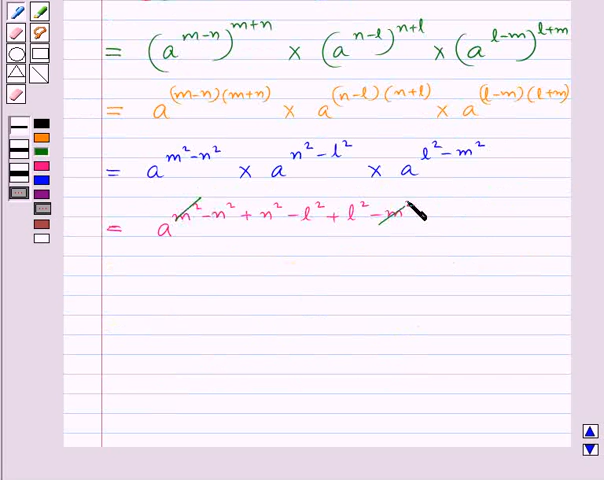 = (a^{m-n})^{m+n} × (a^{n-l})^{n+l} × (a^{l-m})^{l+m}
= a^{(m-n)(m+n)} × a^{(n-l)(n+l)} × a^{(l-m)(l+m)}
= a^{m²-n²} × a^{n²-l²} × a^{l²-m²}
= a^{m²-n²+n²-l²+l²-m²}